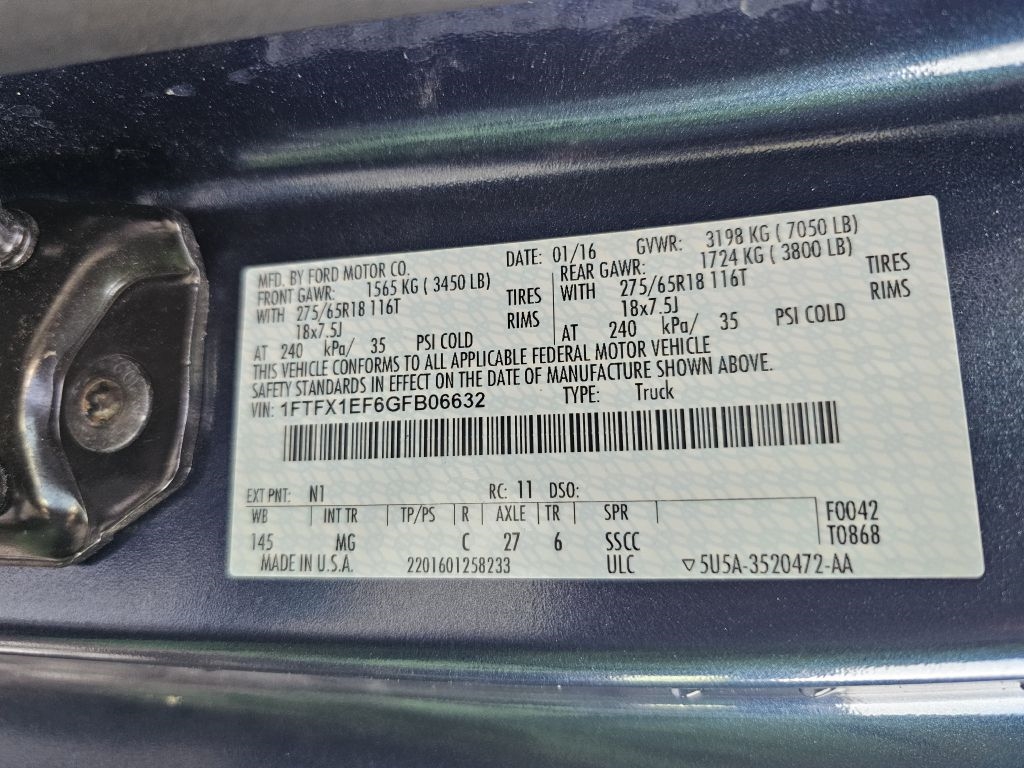 MFD. BY FORD MOTOR CO. DATE: 01/16 GVWR: 3198 KG ( 7050 LB)
FRONT GAWR: 1565 KG ( 3450 LB) REAR GAWR: 1724 KG ( 3800 LB)
WITH 275/65R18 116T TIRES WITH 275/65R18 116T TIRES
18x7.5J RIMS 18x7.5J RIMS
AT 240 kPa/ 35 PSI COLD AT 240 kPa/ 35 PSI COLD
THIS VEHICLE CONFORMS TO ALL APPLICABLE FEDERAL MOTOR VEHICLE
SAFETY STANDARDS IN EFFECT ON THE DATE OF MANUFACTURE SHOWN ABOVE.
VIN: 1FTFX1EF6GFB06632 TYPE: Truck
EXT PNT: N1 RC: 11 DSO:
WB INT TR TP/PS R AXLE TR SPR F0042
145 MG C 27 6 SSCC T0868
MADE IN U.S.A. 2201601258233 ULC ▽5U5A-3520472-AA